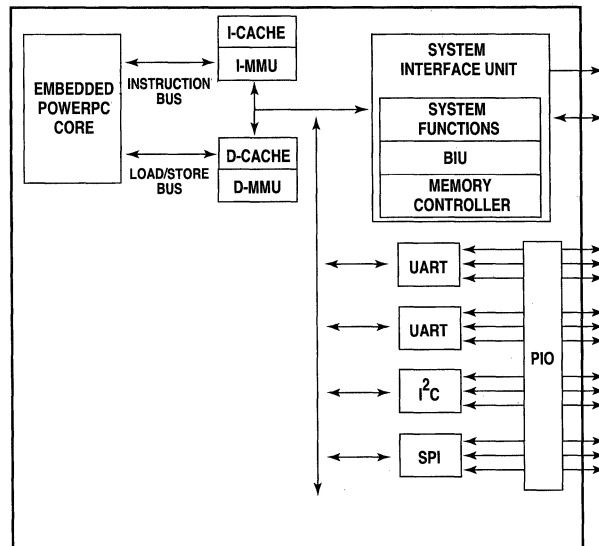 I-CACHE
I-MMU
EMBEDDED
POWERPC
CORE
INSTRUCTION
BUS
LOAD/STORE
BUS
D-CACHE
D-MMU
SYSTEM
INTERFACE UNIT
SYSTEM
FUNCTIONS
BIU
MEMORY
CONTROLLER
UART
UART
I²C
SPI
PIO